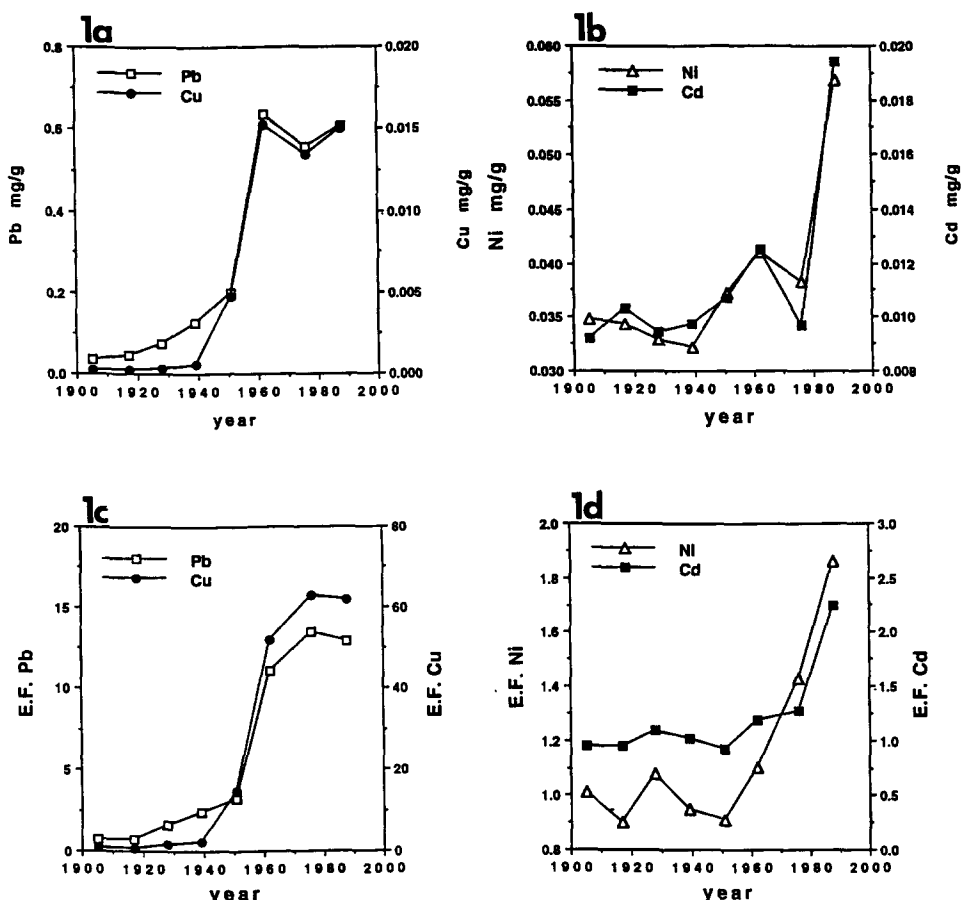 1a
0.8
0.6
0.4
0.2
0.0
Pb mg/g
Pb
Cu
0.020
0.015
0.010
0.005
0.000
Cu mg/g
1900 1920 1940 1960 1980 2000
year
1b
0.060
0.055
0.050
0.045
0.040
0.035
0.030
Ni mg/g
Ni
Cd
0.020
0.018
0.016
0.014
0.012
0.010
0.008
Cd mg/g
1900 1920 1940 1960 1980 2000
year
1c
20
15
10
5
0
E.F. Pb
Pb
Cu
80
60
40
20
0
E.F. Cu
1900 1920 1940 1960 1980 2000
year
1d
2.0
1.8
1.6
1.4
1.2
1.0
0.8
E.F. Ni
Ni
Cd
3.0
2.5
2.0
1.5
1.0
0.5
0.0
E.F. Cd
1900 1920 1940 1960 1980 2000
year